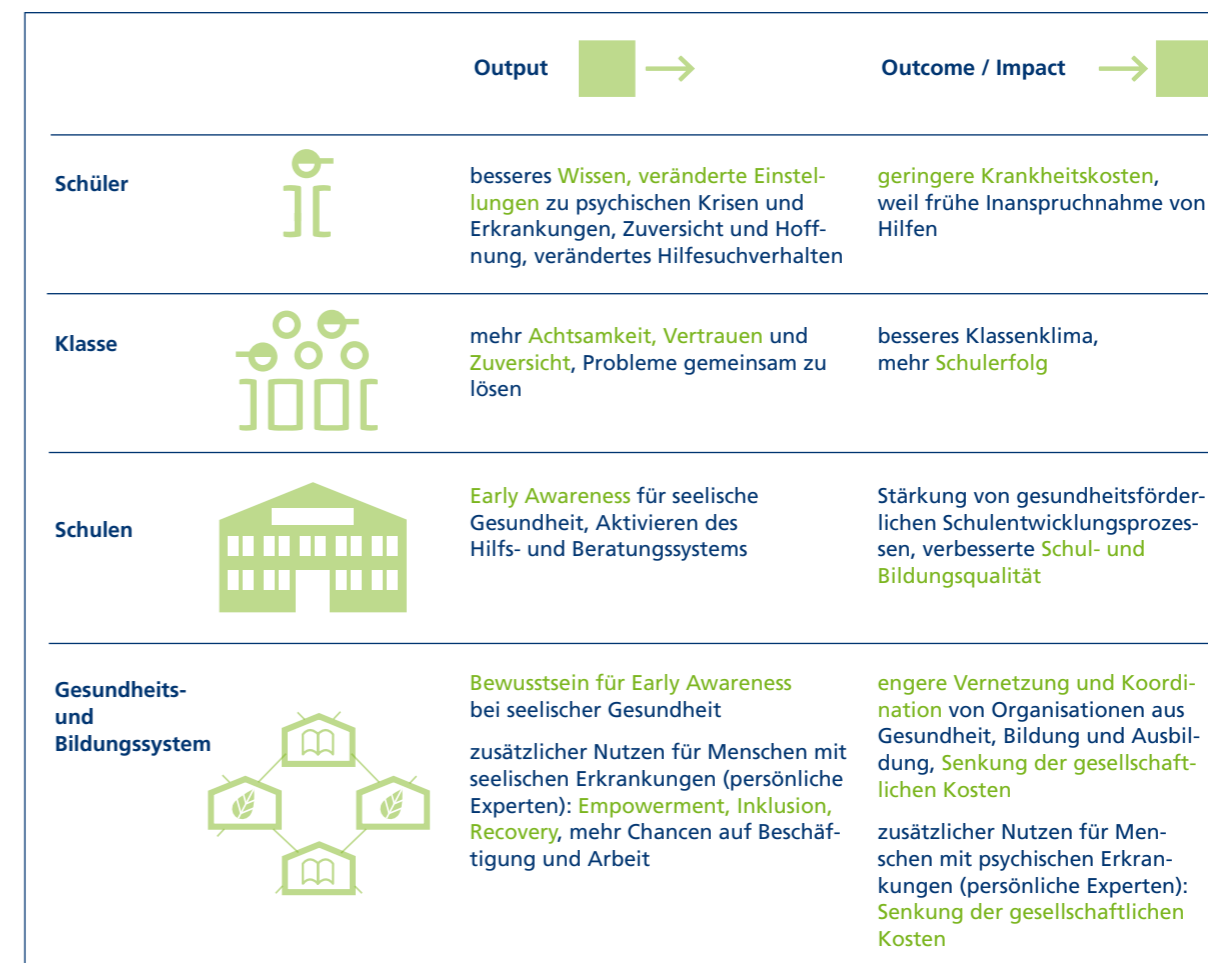 Output
Outcome / Impact
Schüler
besseres Wissen, veränderte Einstel-
lungen zu psychischen Krisen und
Erkrankungen, Zuversicht und Hoff-
nung, verändertes Hilfesuchverhalten
geringere Krankheitskosten,
weil frühe Inanspruchnahme von
Hilfen
Klasse
mehr Achtsamkeit, Vertrauen und
Zuversicht, Probleme gemeinsam zu
lösen
besseres Klassenklima,
mehr Schulerfolg
Schulen
Early Awareness für seelische
Gesundheit, Aktivieren des
Hilfs- und Beratungssystems
Stärkung von gesundheitsförder-
lichen Schulentwicklungsprozes-
sen, verbesserte Schul- und
Bildungsqualität
Gesundheits-
und
Bildungssystem
Bewusstsein für Early Awareness
bei seelischer Gesundheit
zusätzlicher Nutzen für Menschen mit
seelischen Erkrankungen (persönliche
Experten): Empowerment, Inklusion,
Recovery, mehr Chancen auf Beschäf-
tigung und Arbeit
engere Vernetzung und Koordi-
nation von Organisationen aus
Gesundheit, Bildung und Ausbil-
dung, Senkung der gesellschaft-
lichen Kosten
zusätzlicher Nutzen für Men-
schen mit psychischen Erkran-
kungen (persönliche Experten):
Senkung der gesellschaftlichen
Kosten